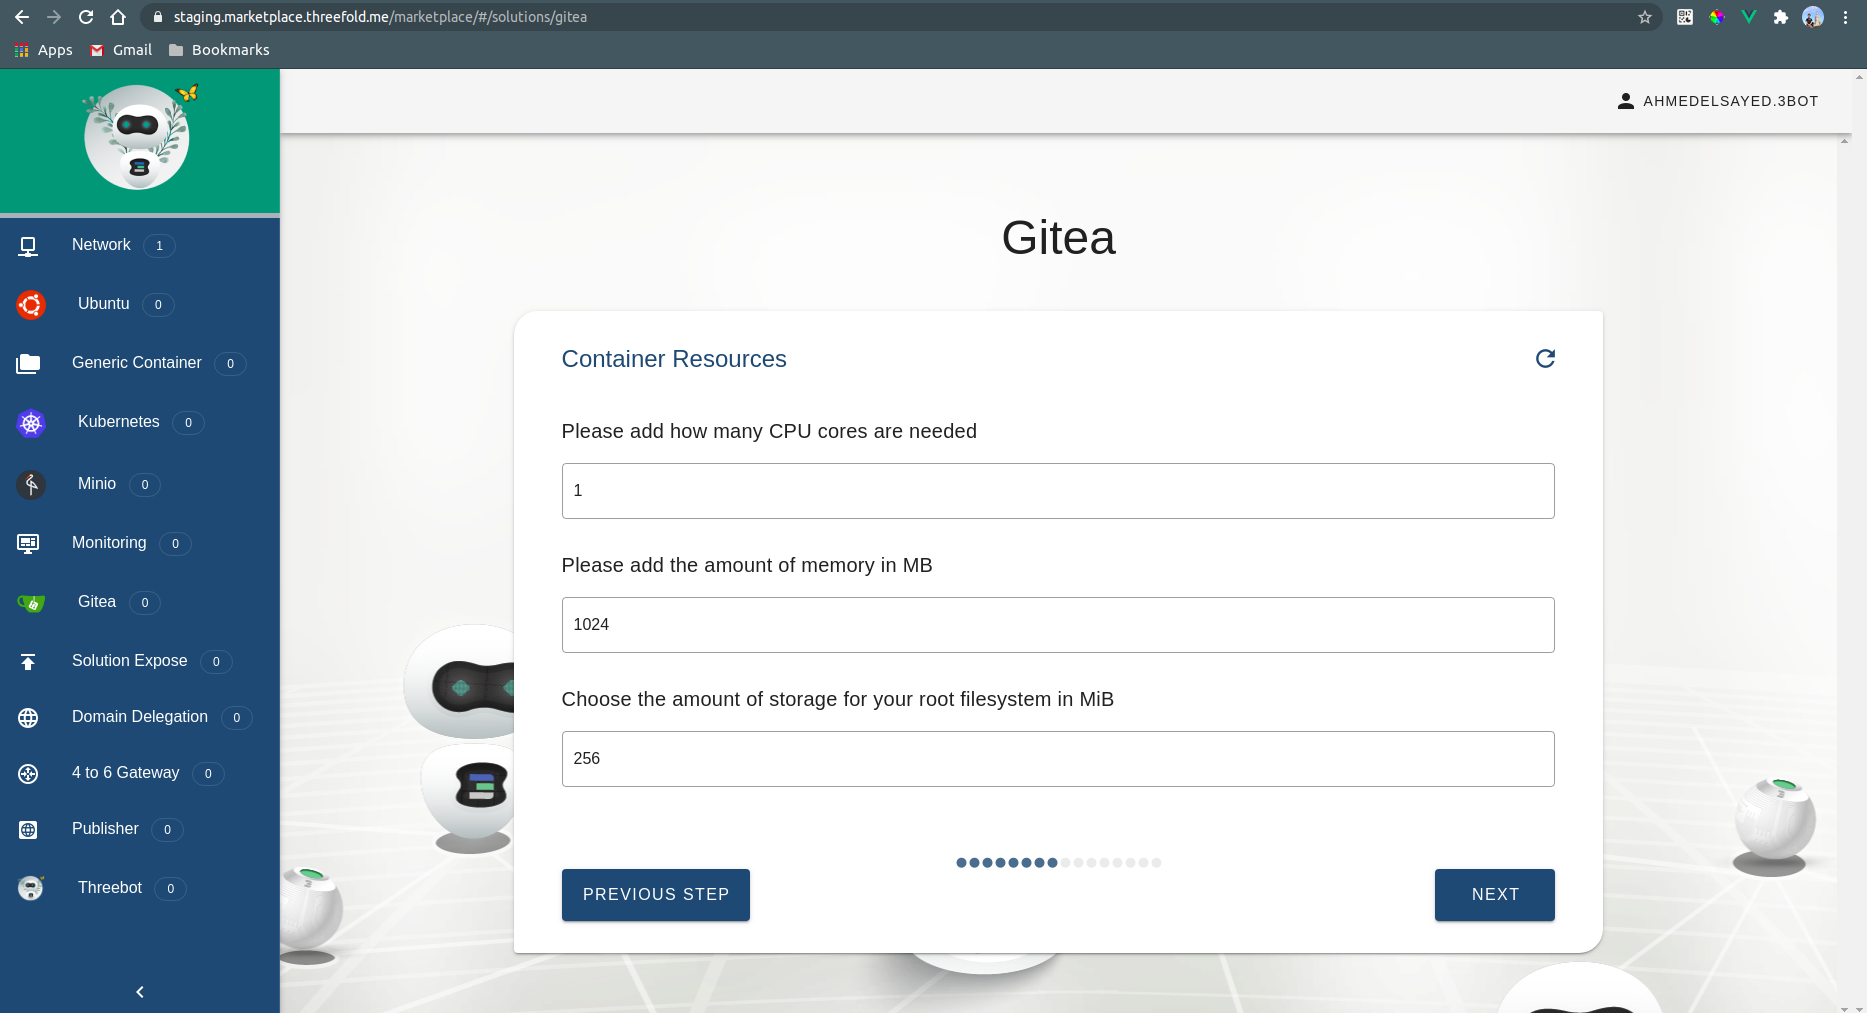 staging.marketplace.threefold.me/marketplace/#/solutions/gitea
Apps Gmail Bookmarks
AHMEDELSAYED.3BOT
Network 1
Ubuntu 0
Generic Container 0
Kubernetes 0
Minio 0
Monitoring 0
Gitea 0
Solution Expose 0
Domain Delegation 0
4 to 6 Gateway 0
Publisher 0
Threebot 0
Gitea
Container Resources
Please add how many CPU cores are needed
1
Please add the amount of memory in MB
1024
Choose the amount of storage for your root filesystem in MiB
256
PREVIOUS STEP
NEXT